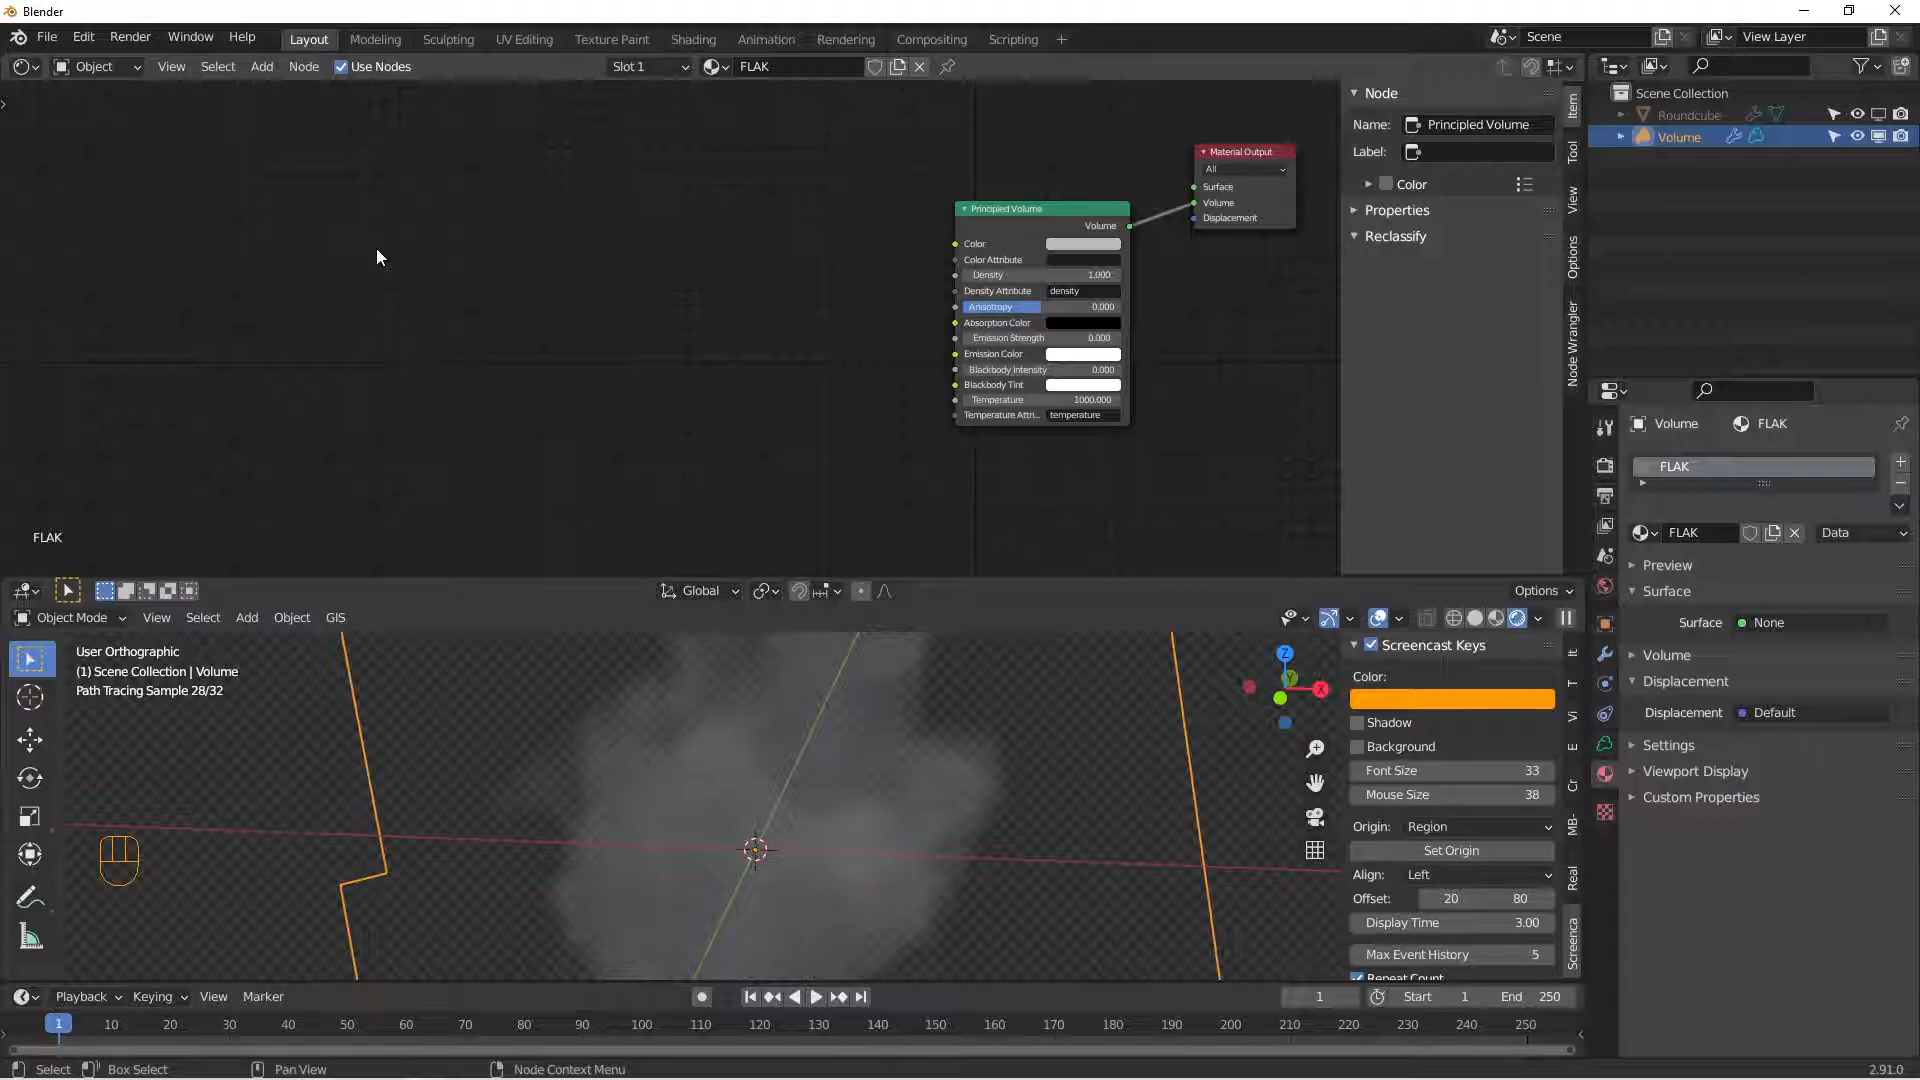 Blender
File Edit Render Window Help Layout Modeling Sculpting UV Editing Texture Paint Shading Animation Rendering Compositing Scripting + Scene View Layer
Object View Select Add Node Use Nodes Slot 1 FLAK
Scene Collection
Roundcube
Volume
Node
Name: Principled Volume
Label:
Color
Properties
Reclassify
Item
Tool
View
Options
Node Wrangler
Material Output
All
Surface
Volume
Displacement
Principled Volume
Volume
Color
Color Attribute
Density 1.000
Density Attribute density
Anisotropy 0.000
Absorption Color
Emission Strength 0.000
Emission Color
Blackbody Intensity 0.000
Blackbody Tint
Temperature 1000.000
Temperature Attri... temperature
FLAK
Volume FLAK
FLAK
FLAK Data
Preview
Surface
Surface None
Volume
Displacement
Displacement Default
Settings
Viewport Display
Custom Properties
Global Options
Object Mode View Select Add Object GIS
User Orthographic
(1) Scene Collection | Volume
Path Tracing Sample 28/32
Z
Y
X
Screencast Keys
Color:
Shadow
Background
Font Size 33
Mouse Size 38
Origin: Region
Set Origin
Align: Left
Offset: 20 80
Display Time 3.00
Max Event History 5
Repeat Count
It
T
Vi
E
Cr
MB-
Real
Screenca
Playback Keying View Marker 1 Start 1 End 250
1 10 20 30 40 50 60 70 80 90 100 110 120 130 140 150 160 170 180 190 200 210 220 230 240 250
Select Box Select Pan View Node Context Menu 2.91.0